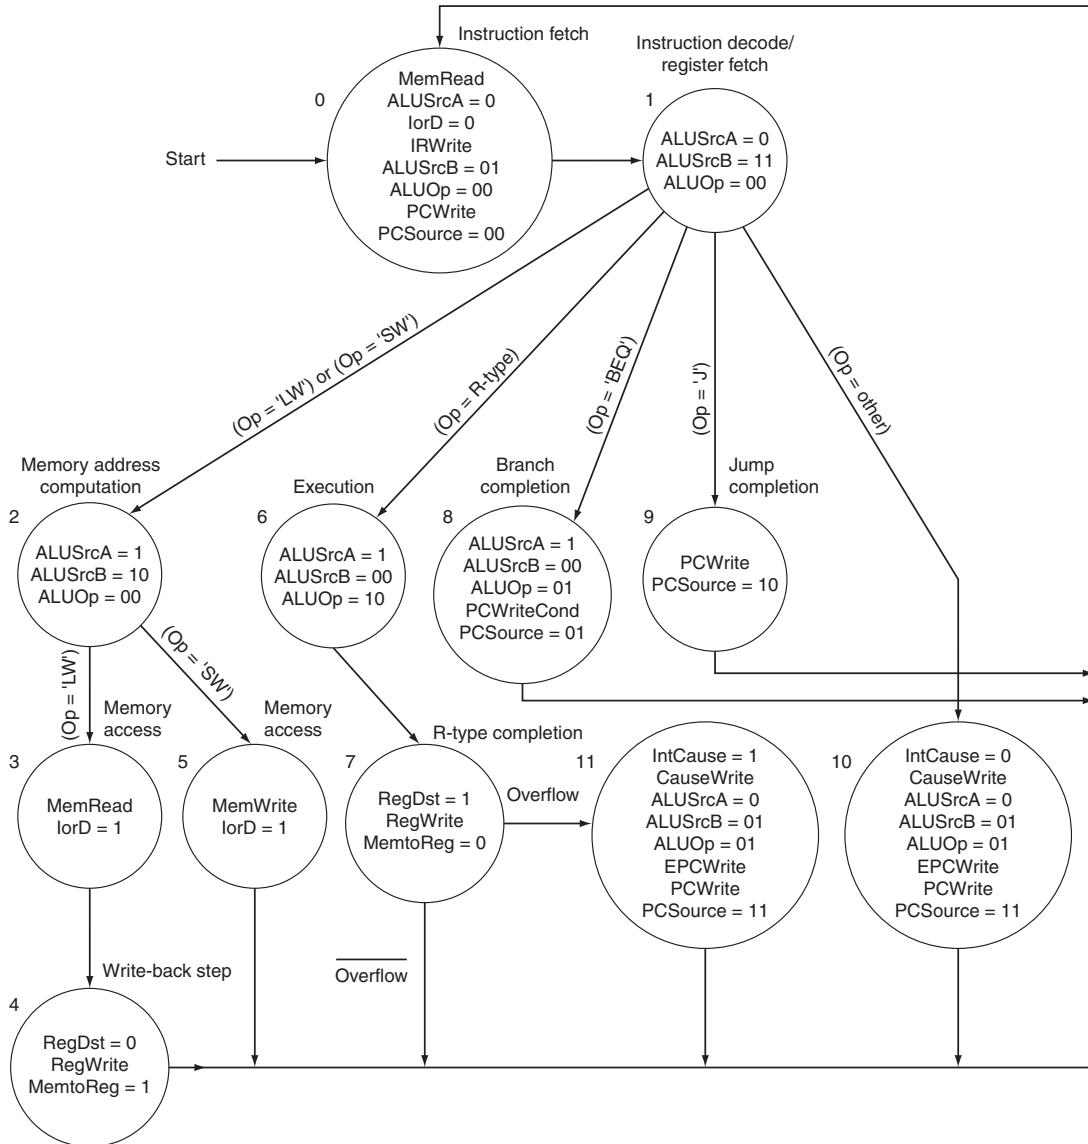 Instruction fetch
Instruction decode/
register fetch
0
MemRead
ALUSrcA = 0
IorD = 0
IRWrite
ALUSrcB = 01
ALUOp = 00
PCWrite
PCSource = 00
1
ALUSrcA = 0
ALUSrcB = 11
ALUOp = 00
Start
(Op = 'LW') or (Op = 'SW')
(Op = R-type)
(Op = 'BEQ')
(Op = 'J')
(Op = other)
Memory address
computation
2
ALUSrcA = 1
ALUSrcB = 10
ALUOp = 00
Execution
6
ALUSrcA = 1
ALUSrcB = 00
ALUOp = 10
Branch
completion
8
ALUSrcA = 1
ALUSrcB = 00
ALUOp = 01
PCWriteCond
PCSource = 01
Jump
completion
9
PCWrite
PCSource = 10
(Op = 'LW')
(Op = 'SW')
Memory
access
3
MemRead
IorD = 1
Memory
access
5
MemWrite
IorD = 1
R-type completion
7
RegDst = 1
RegWrite
MemtoReg = 0
Overflow
11
IntCause = 1
CauseWrite
ALUSrcA = 0
ALUSrcB = 01
ALUOp = 01
EPCWrite
PCWrite
PCSource = 11
10
IntCause = 0
CauseWrite
ALUSrcA = 0
ALUSrcB = 01
ALUOp = 01
EPCWrite
PCWrite
PCSource = 11
Overflow
Write-back step
4
RegDst = 0
RegWrite
MemtoReg = 1